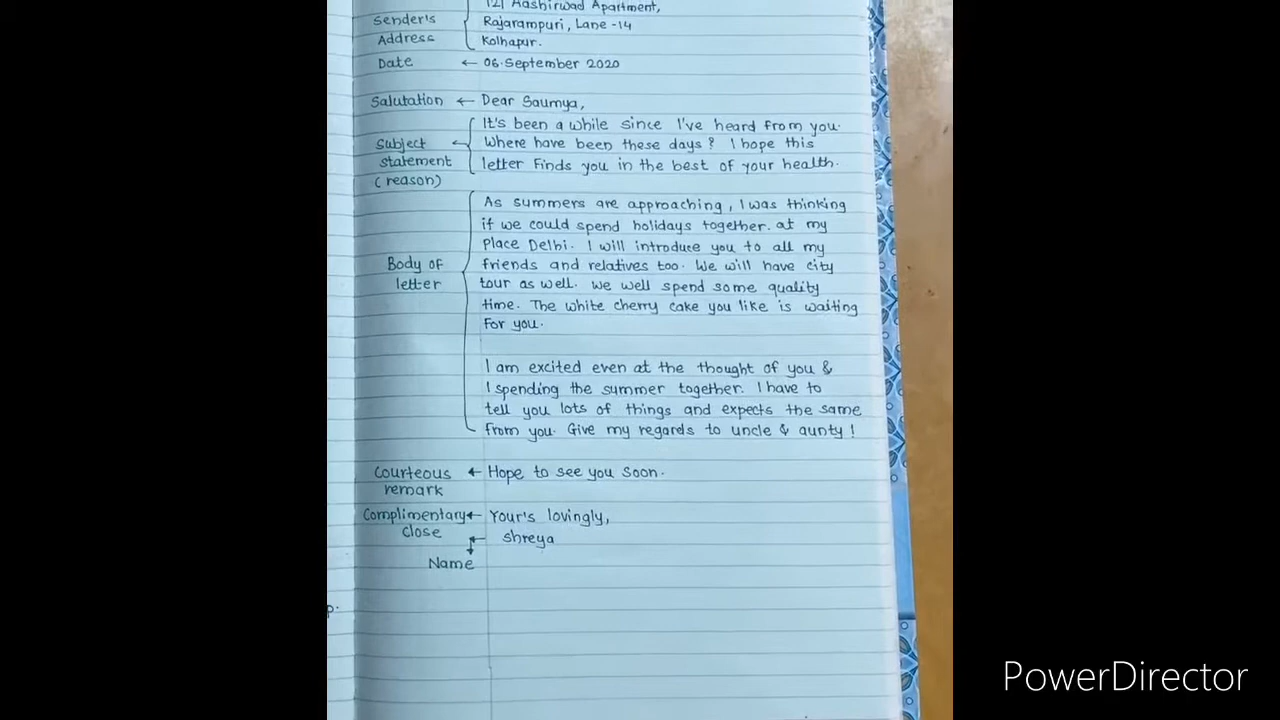 121 Aashirwad Apartment,
Sender's Rajarampuri, Lane -14
Address Kolhapur.
Date ← 06.September 2020
Salutation ← Dear Saumya,
It's been a while since I've heard from you.
Subject ← Where have been these days? I hope this
statement letter finds you in the best of your health.
(reason)
As summers are approaching, I was thinking
if we could spend holidays together. at my
Place Delhi. I will introduce you to all my
Body of friends and relatives too. We will have city
letter tour as well. we well spend some quality
time. The white cherry cake you like is waiting
For you.
I am excited even at the thought of you &
I spending the summer together. I have to
tell you lots of things and expects the same
from you. Give my regards to uncle & aunty!
Courteous ← Hope to see you soon.
remark
Complimentary ← Your's lovingly,
close ← shreya
Name
p.
PowerDirector